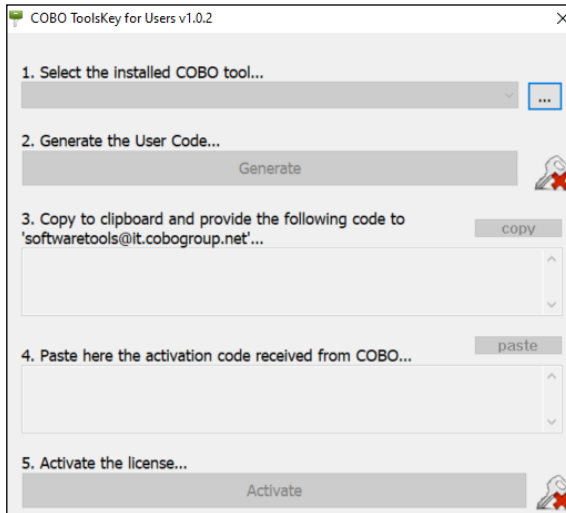 COBO ToolsKey for Users v1.0.2
1. Select the installed COBO tool...
...
2. Generate the User Code...
Generate
3. Copy to clipboard and provide the following code to
'softwaretools@it.cobogroup.net'...
copy
4. Paste here the activation code received from COBO...
paste
5. Activate the license...
Activate